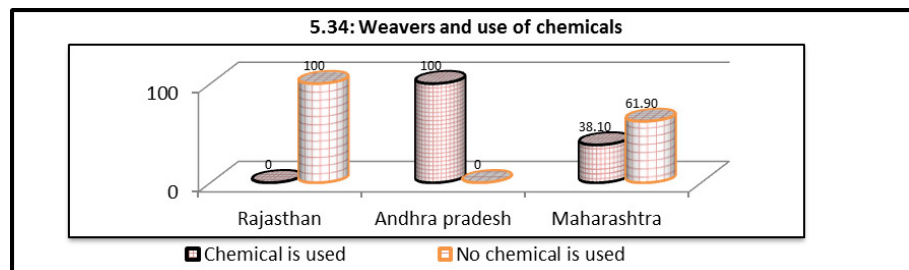 5.34: Weavers and use of chemicals
100
0
0
100
100
0
38.10
61.90
Rajasthan
Andhra pradesh
Maharashtra
Chemical is used
No chemical is used